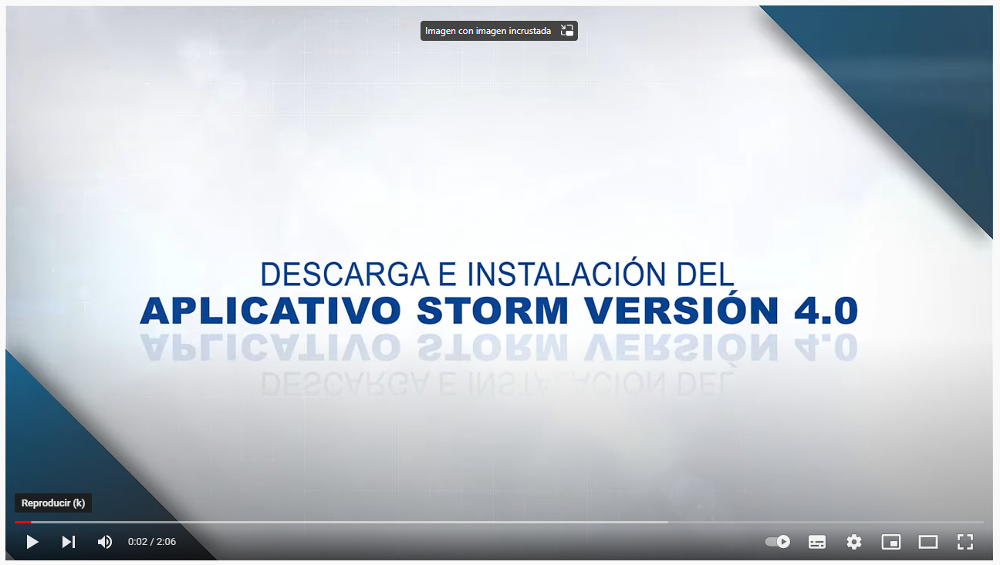 Imagen con imagen incrustada
DESCARGA E INSTALACIÓN DEL
APLICATIVO STORM VERSIÓN 4.0
Reproducir (k)
0:02 / 2:06